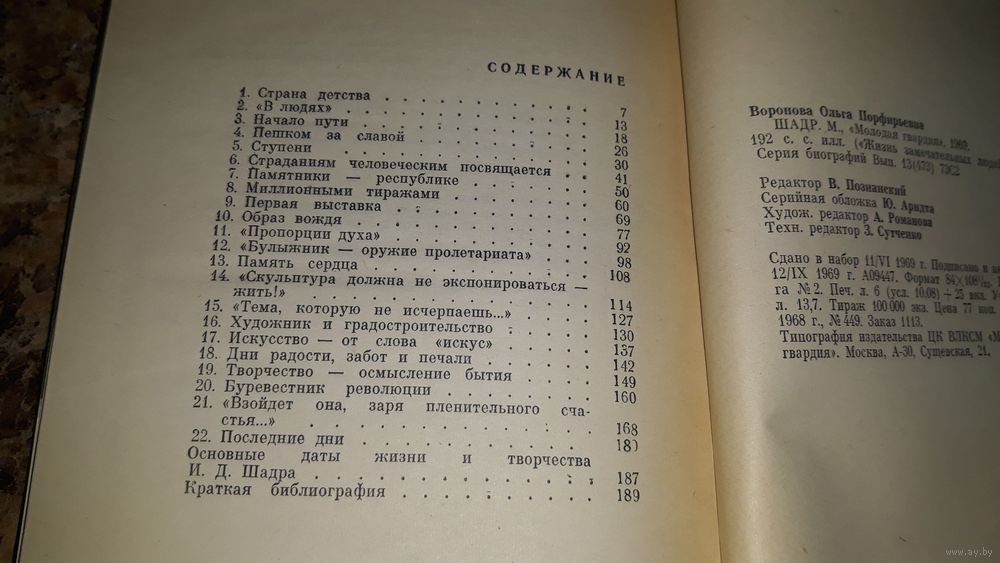 СОДЕРЖАНИЕ
1. Страна детства . . . . . . . . . . 7
2. «В людях» . . . . . . . . . . 13
3. Начало пути . . . . . . . . . . 18
4. Пешком за славой . . . . . . . . . . 26
5. Ступени . . . . . . . . . . 30
6. Страданиям человеческим посвящается . . 41
7. Памятники — республике . . . . . . 50
8. Миллионными тиражами . . . . . . . 60
9. Первая выставка . . . . . . . . . 69
10. Образ вождя . . . . . . . . . . 77
11. «Пропорции духа» . . . . . . . . . 92
12. «Булыжник — оружие пролетариата» . . . 98
13. Память сердца . . . . . . . . . 108
14. «Скульптура должна не экспонироваться —
жить!» . . . . . . . . . . 114
15. «Тема, которую не исчерпаешь...» . . . . 127
16. Художник и градостроительство . . . . 130
17. Искусство — от слова «искус» . . . . . 137
18. Дни радости, забот и печали . . . . . 142
19. Творчество — осмысление бытия . . . . 149
20. Буревестник революции . . . . . . . 160
21. «Взойдет она, заря пленительного сча-
стья...» . . . . . . . . . . 168
22. Последние дни . . . . . . . . . 18
Основные даты жизни и творчества
И. Д. Шадра . . . . . . . . . . 187
Краткая библиография . . . . . . . . 189
Воронова Ольга Порфирьевна
ШАДР. М., «Молодая гвардия», 1969.
192 с. с. илл. («Жизнь замечательных
Серия биографий Вып. 13(473) 73С2
Редактор В. Познанский
Серийная обложка Ю. Арндта
Худож. редактор А. Романова
Техн. редактор З. Сутченко
Сдано в набор 11/VI 1969 г. Подписано
12/IX 1969 г. А09447. Формат 84×108
га № 2. Печ. л. 6 (усл. 10.08) + 25 вкл.
л. 13,7. Тираж 100 000 экз. Цена 77 коп.
1968 г., № 449. Заказ 1113.
Типография издательства ЦК ВЛКСМ
гвардия». Москва, А-30, Сущевская, 21.
www.ay.by